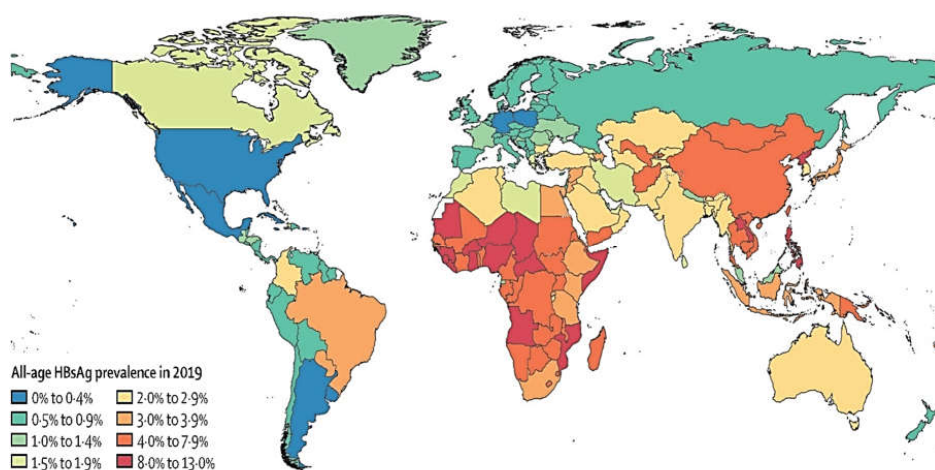 All-age HBsAg prevalence in 2019
0% to 0·4%
0·5% to 0·9%
1·0% to 1·4%
1·5% to 1·9%
2·0% to 2·9%
3·0% to 3·9%
4·0% to 7·9%
8·0% to 13·0%